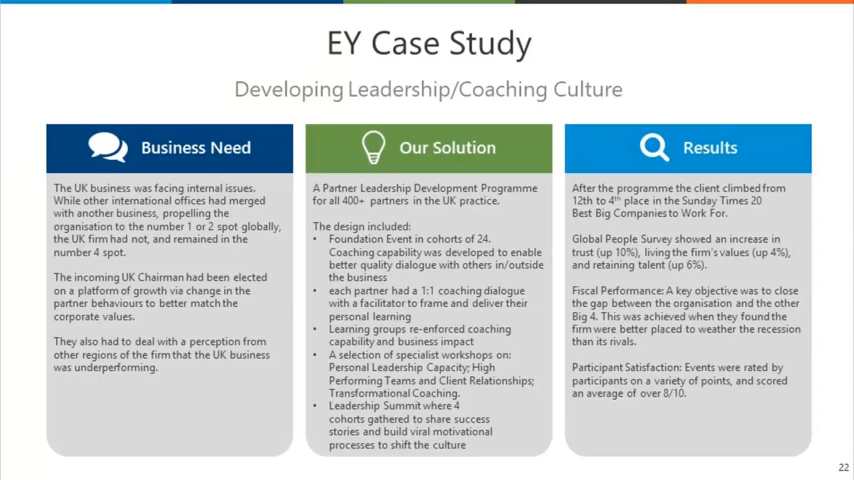 EY Case Study
Developing Leadership/Coaching Culture
Business Need
The UK business was facing internal issues.
While other international offices had merged
with another business, propelling the
organisation to the number 1 or 2 spot globally,
the UK firm had not, and remained in the
number 4 spot.
The incoming UK Chairman had been elected
on a platform of growth via change in the
partner behaviours to better match the
corporate values.
They also had to deal with a perception from
other regions of the firm that the UK business
was underperforming.
Our Solution
A Partner Leadership Development Programme
for all 400+ partners in the UK practice.
The design included:
• Foundation Event in cohorts of 24.
Coaching capability was developed to enable
better quality dialogue with others in/outside
the business
• each partner had a 1:1 coaching dialogue
with a facilitator to frame and deliver their
personal learning
• Learning groups re-enforced coaching
capability and business impact
• A selection of specialist workshops on:
Personal Leadership Capacity; High
Performing Teams and Client Relationships;
Transformational Coaching.
• Leadership Summit where 4
cohorts gathered to share success
stories and build viral motivational
processes to shift the culture
Results
After the programme the client climbed from
12th to 4th place in the Sunday Times 20
Best Big Companies to Work For.
Global People Survey showed an increase in
trust (up 10%), living the firm's values (up 4%),
and retaining talent (up 6%).
Fiscal Performance: A key objective was to close
the gap between the organisation and the other
Big 4. This was achieved when they found the
firm were better placed to weather the recession
than its rivals.
Participant Satisfaction: Events were rated by
participants on a variety of points, and scored
an average of over 8/10.
22